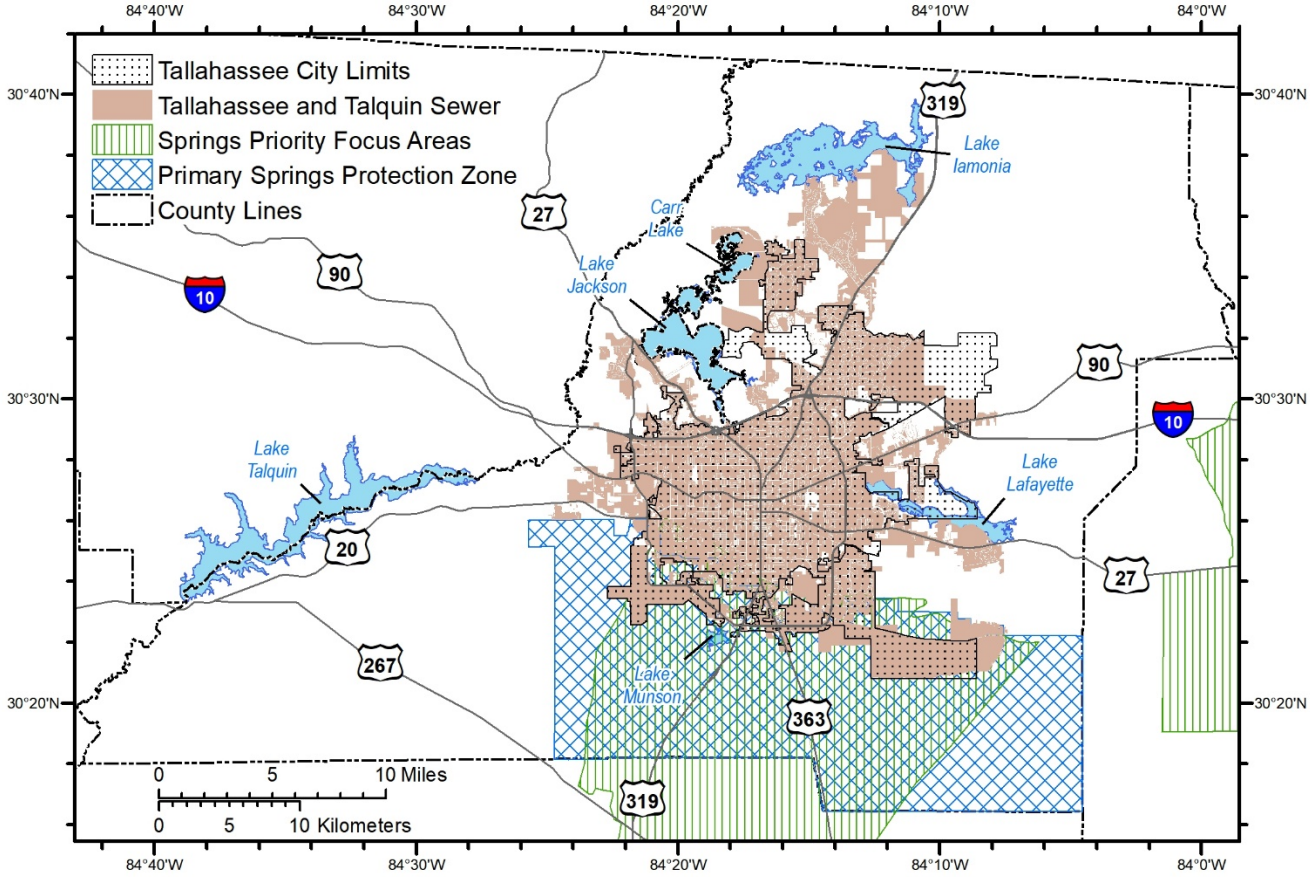 84°40'W 84°30'W 84°20'W 84°10'W 84°0'W
Tallahassee City Limits
Tallahassee and Talquin Sewer
Springs Priority Focus Areas
Primary Springs Protection Zone
County Lines
30°40'N
30°40'N
319
Lake
Iamonia
27
Carr
Lake
90
Lake
Jackson
10
90
30°30'N
30°30'N
10
Lake
Talquin
Lake
Lafayette
20
27
267
Lake
Munson
363
30°20'N
30°20'N
319
0 5 10 Miles
0 5 10 Kilometers
84°40'W 84°30'W 84°20'W 84°10'W 84°0'W